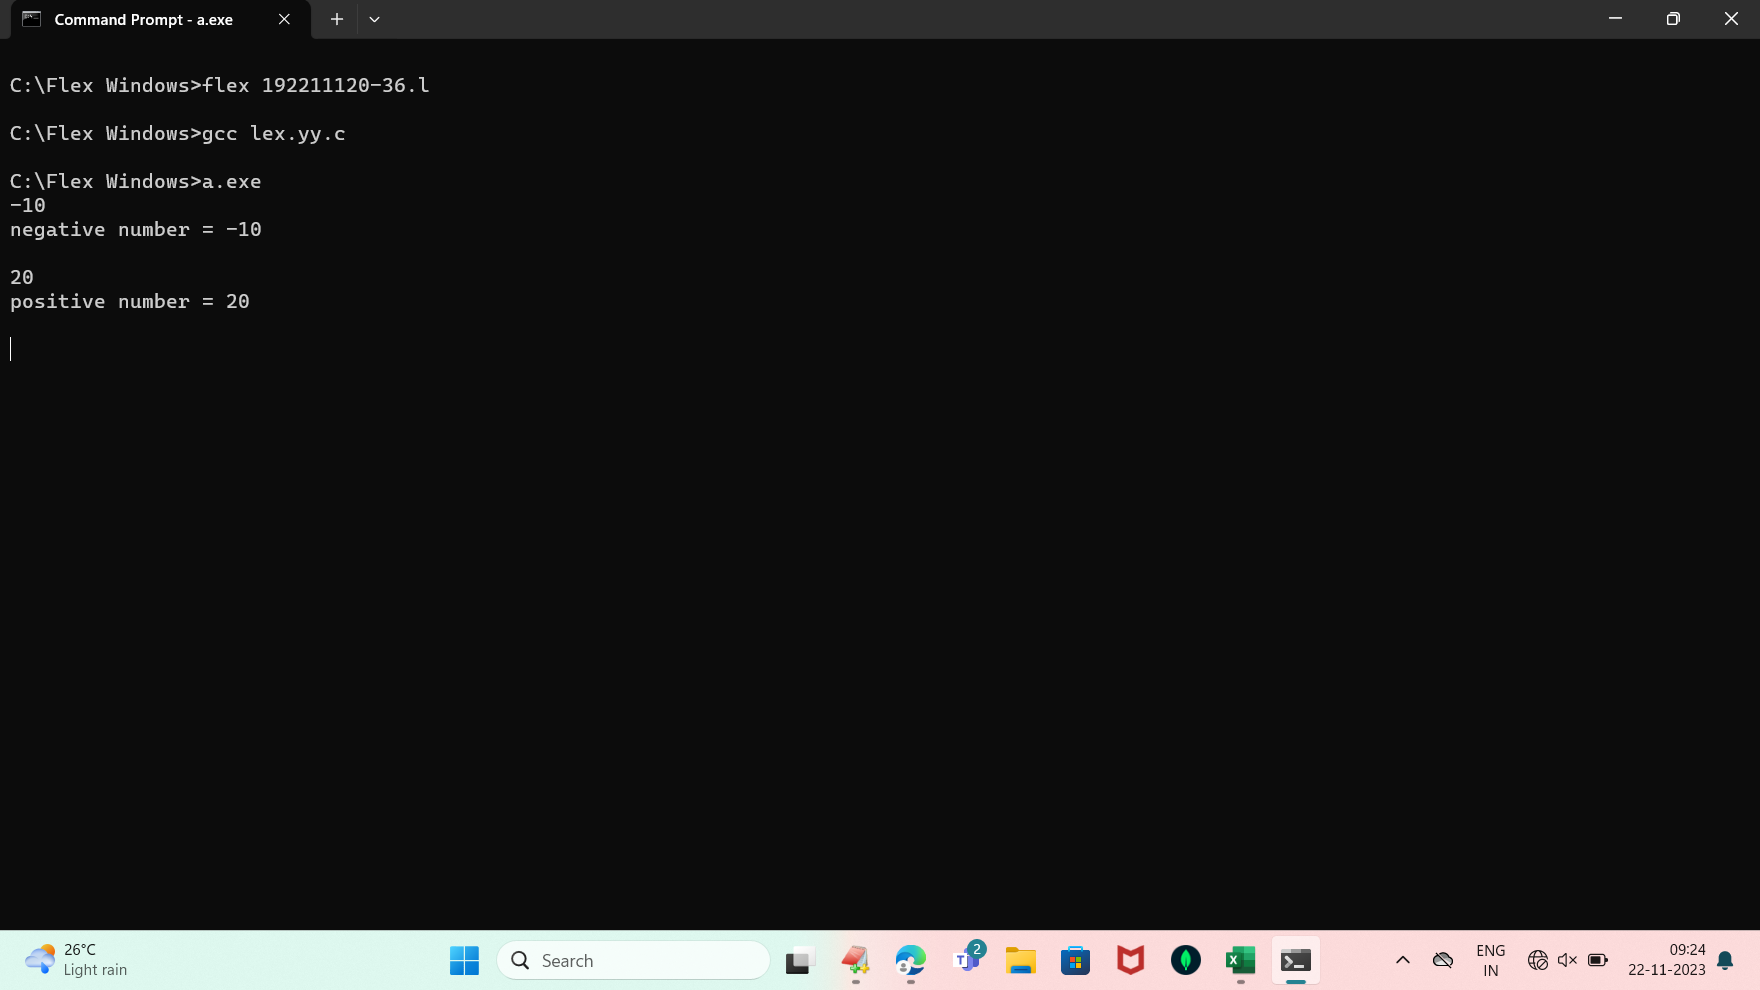 Command Prompt - a.exe
C:\Flex Windows>flex 192211120-36.l
C:\Flex Windows>gcc lex.yy.c
C:\Flex Windows>a.exe
-10
negative number = -10
20
positive number = 20
26°C
Light rain
Search
2
ENG
IN
09:24
22-11-2023